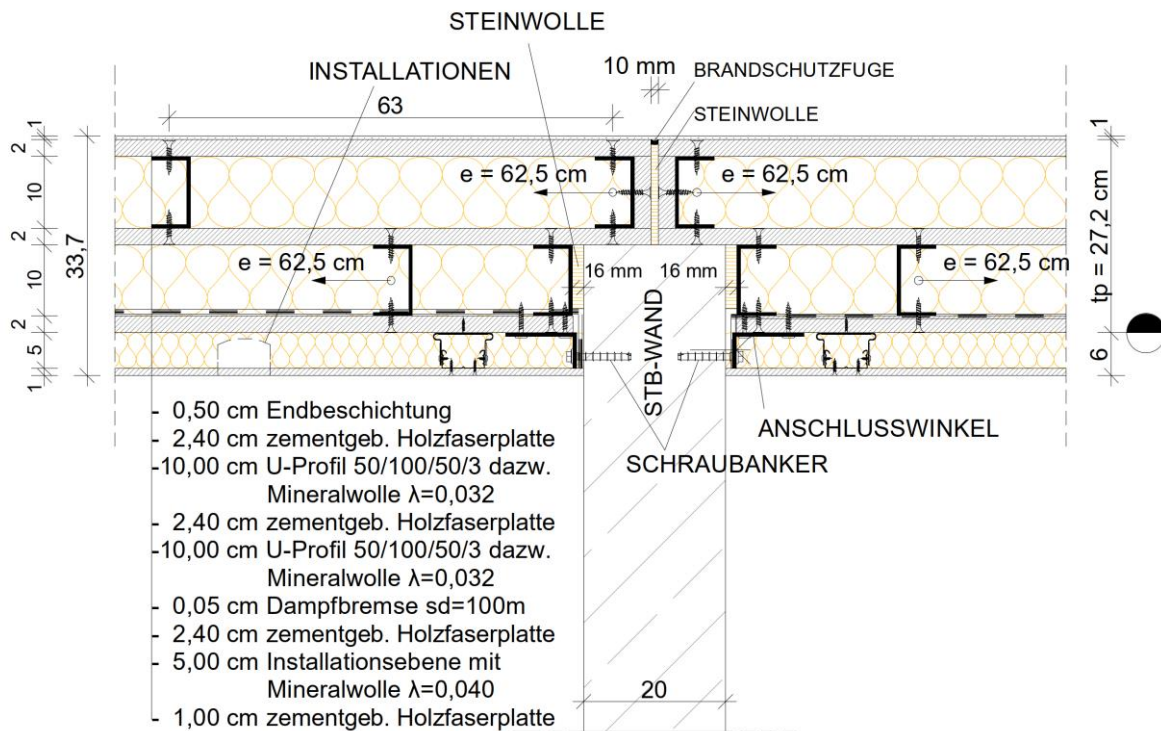 STEINWOLLE
INSTALLATIONEN
10 mm
BRANDSCHUTZFUGE
63
STEINWOLLE
1
2
10
2
10
2
5
1
33,7
e = 62,5 cm
e = 62,5 cm
e = 62,5 cm
16 mm
16 mm
e = 62,5 cm
1
tp = 27,2 cm
6
STB-WAND
ANSCHLUSSWINKEL
SCHRAUBANKER
20
- 0,50 cm Endbeschichtung
- 2,40 cm zementgeb. Holzfaserplatte
-10,00 cm U-Profil 50/100/50/3 dazw.
Mineralwolle λ=0,032
- 2,40 cm zementgeb. Holzfaserplatte
-10,00 cm U-Profil 50/100/50/3 dazw.
Mineralwolle λ=0,032
- 0,05 cm Dampfbremse sd=100m
- 2,40 cm zementgeb. Holzfaserplatte
- 5,00 cm Installationsebene mit
Mineralwolle λ=0,040
- 1,00 cm zementgeb. Holzfaserplatte